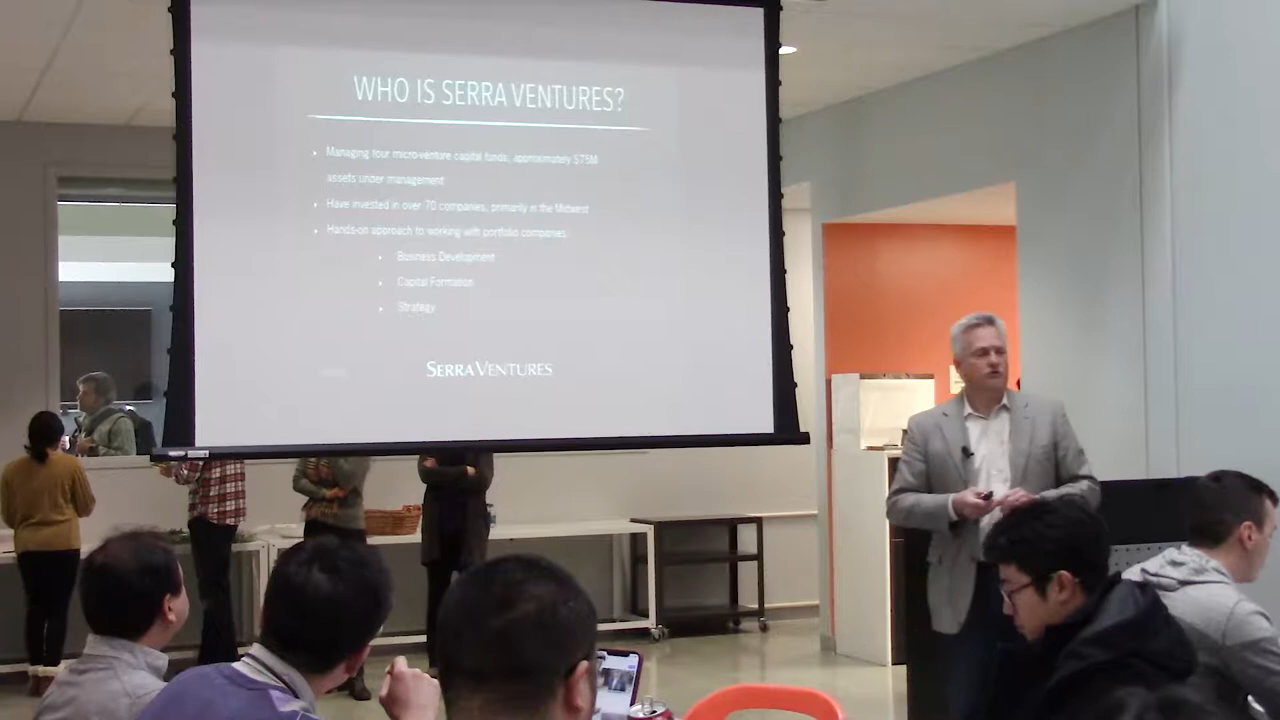 WHO IS SERRA VENTURES?
Managing four micro-venture capital funds, approximately $75M
assets under management
Have invested in over 70 companies, primarily in the Midwest
Hands-on approach to working with portfolio companies
Business Development
Capital Formation
Strategy
SERRA VENTURES